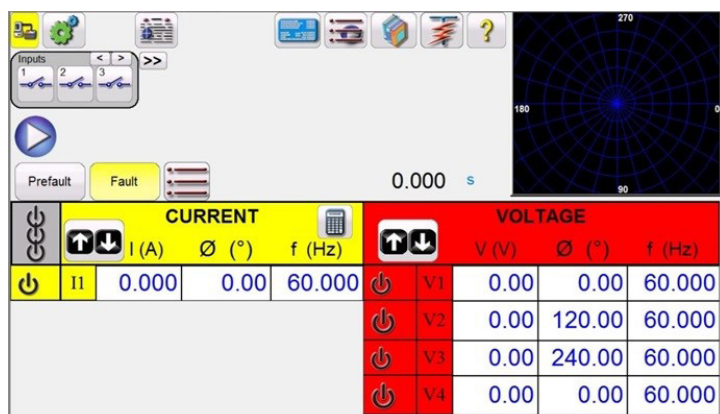 ?
Inputs < > >>
1 2 3
270
180 0
90
Prefault Fault 0.000 s
CURRENT VOLTAGE
I (A) Ø (°) f (Hz) V (V) Ø (°) f (Hz)
I1 0.000 0.00 60.000 V1 0.00 0.00 60.000
V2 0.00 120.00 60.000
V3 0.00 240.00 60.000
V4 0.00 0.00 60.000